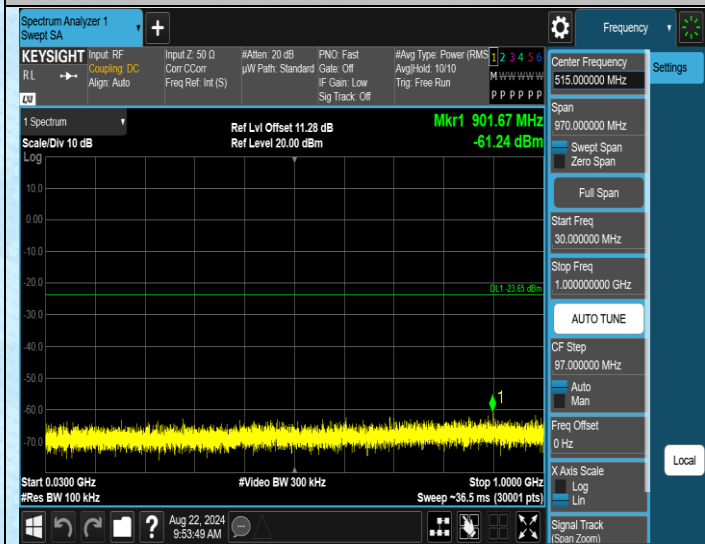 Spectrum Analyzer 1
Swept SA
+
Frequency
KEYSIGHT
RL
LXI
Input: RF
Coupling: DC
Align: Auto
Input Z: 50 Ω
Corr CCorr
Freq Ref: Int (S)
#Atten: 20 dB
µW Path: Standard
PNO: Fast
Gate: Off
IF Gain: Low
Sig Track: Off
#Avg Type: Power (RMS
Avg|Hold: 10/10
Trig: Free Run
1 2 3 4 5 6
M W W W W W
P P P P P P
1 Spectrum
Scale/Div 10 dB
Ref Lvl Offset 11.28 dB
Ref Level 20.00 dBm
Mkr1 901.67 MHz
-61.24 dBm
Log
10.0
0.00
-10.0
-20.0
DL1 -23.65 dBm
-30.0
-40.0
-50.0
-60.0
-70.0
1
Start 0.0300 GHz
#Res BW 100 kHz
#Video BW 300 kHz
Stop 1.0000 GHz
Sweep ~36.5 ms (30001 pts)
?
Aug 22, 2024
9:53:49 AM
Center Frequency
515.000000 MHz
Span
970.000000 MHz
Swept Span
Zero Span
Full Span
Start Freq
30.000000 MHz
Stop Freq
1.000000000 GHz
AUTO TUNE
CF Step
97.000000 MHz
Auto
Man
Freq Offset
0 Hz
X Axis Scale
Log
Lin
Signal Track
(Span Zoom)
Settings
Local